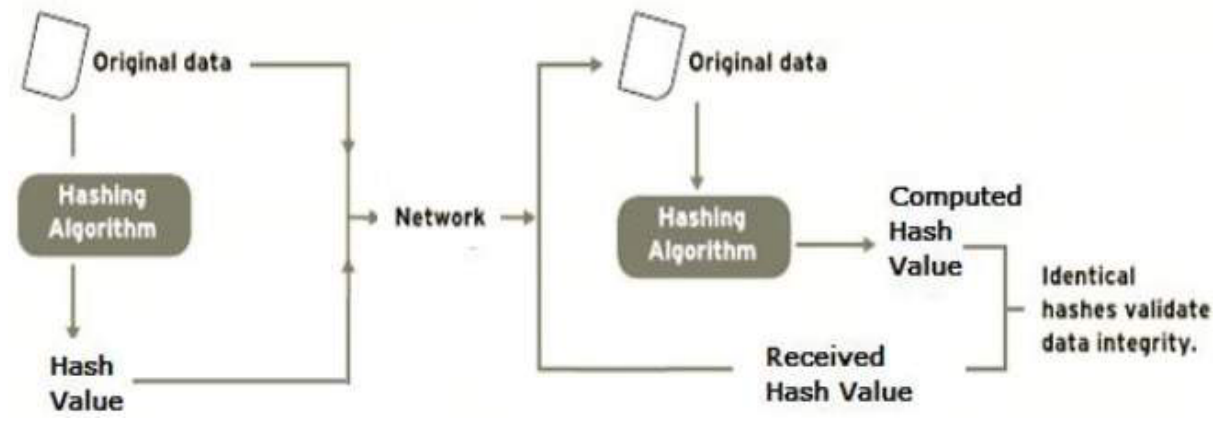 Original data
Hashing
Algorithm
Hash
Value
Network
Original data
Hashing
Algorithm
Computed
Hash
Value
Received
Hash Value
Identical
hashes validate
data integrity.